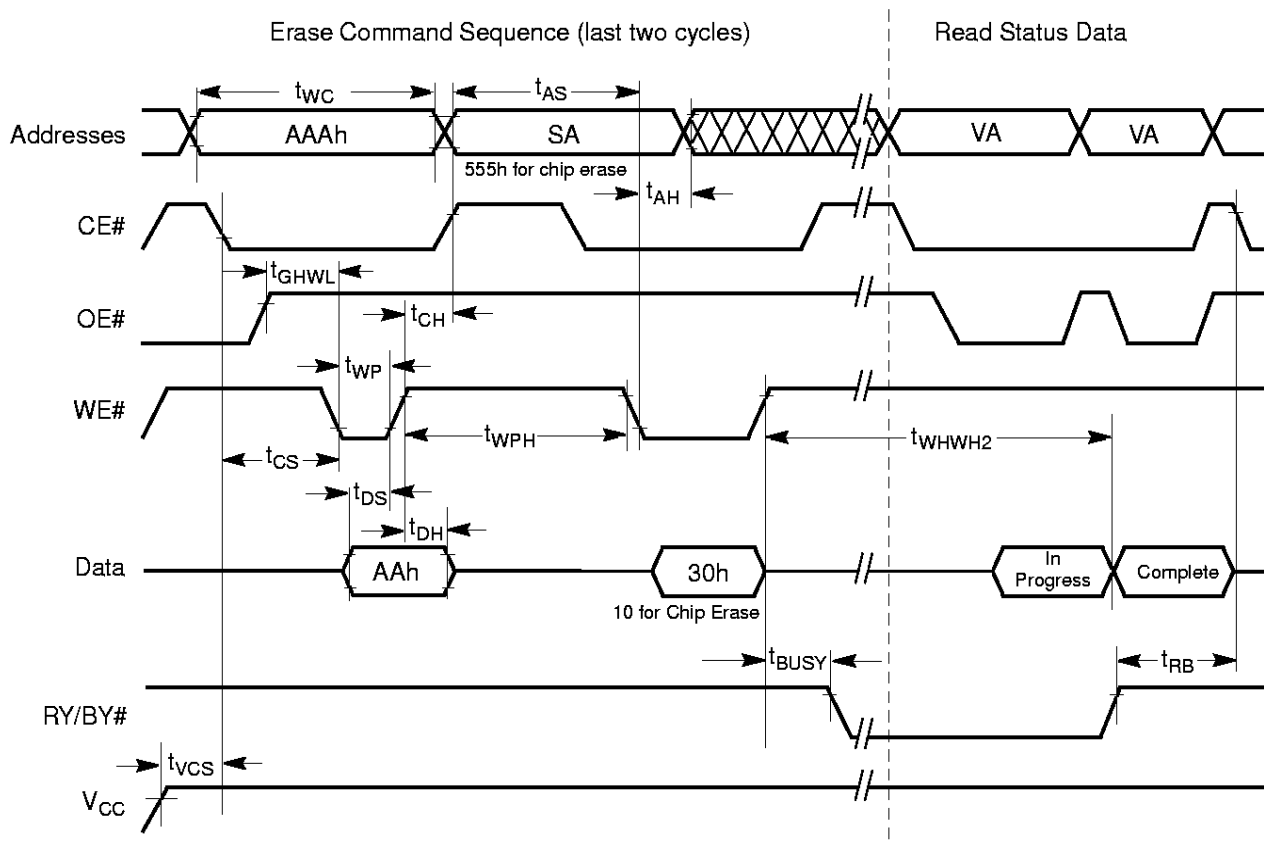 Erase Command Sequence (last two cycles)
Read Status Data
tWC
tAS
Addresses
AAAh
SA
VA
VA
555h for chip erase
tAH
CE#
tGHWL
OE#
tCH
tWP
WE#
tWPH
tWHWH2
tCS
tDS
tDH
Data
AAh
30h
In
Progress
Complete
10 for Chip Erase
tBUSY
tRB
RY/BY#
tVCS
VCC